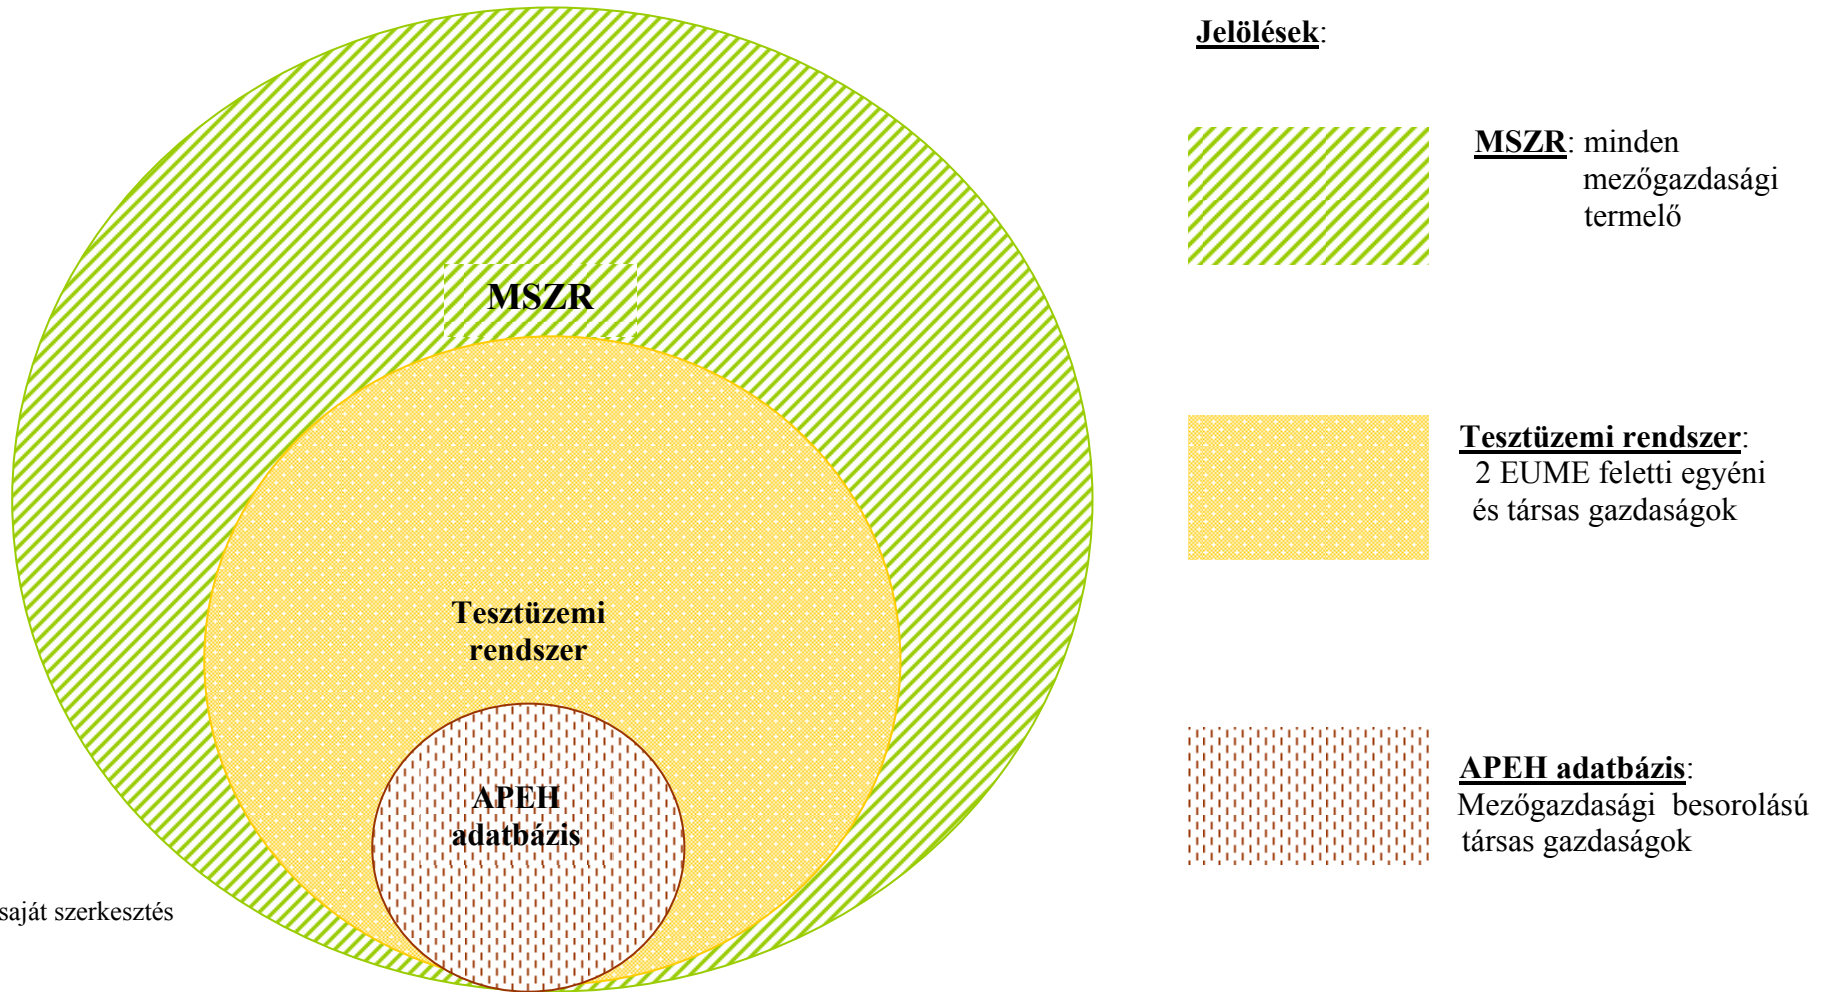 Jelölések:
MSZR: minden
mezőgazdasági
termelő
MSZR
Tesztüzemi rendszer:
2 EUME feletti egyéni
és társas gazdaságok
Tesztüzemi
rendszer
APEH adatbázis:
Mezőgazdasági besorolású
társas gazdaságok
APEH
adatbázis
saját szerkesztés